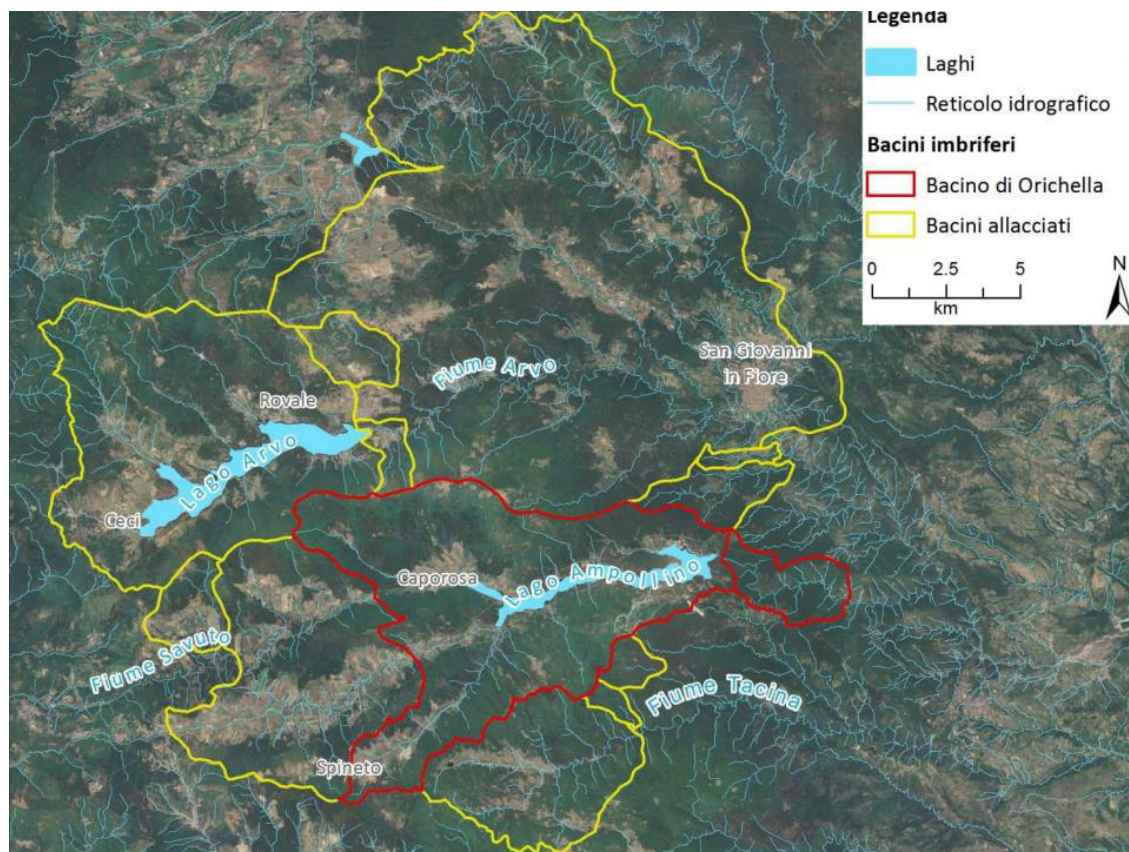 Legenda
Laghi
Reticolo idrografico
Bacini imbriferi
Bacino di Orichella
Bacini allacciati
0 2.5 5
km
N
San Giovanni
in Fiore
Fiume Arvo
Rovale
Lago Arvo
Ceci
Caporosa
Lago Ampollino
Fiume Savuto
Fiume Tacina
Spineto